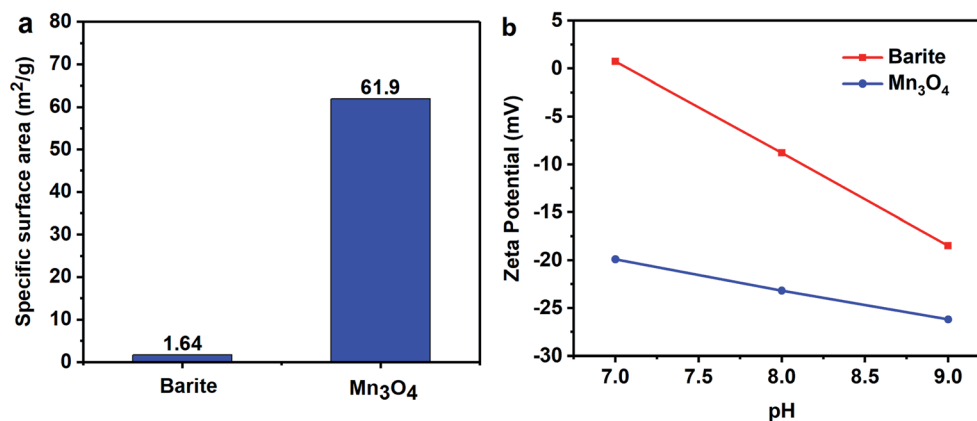 a
Specific surface area (m²/g)
80
70
60
50
40
30
20
10
0
1.64
61.9
Barite
Mn₃O₄
b
Zeta Potential (mV)
5
0
-5
-10
-15
-20
-25
-30
Barite
Mn₃O₄
7.0
7.5
8.0
8.5
9.0
pH